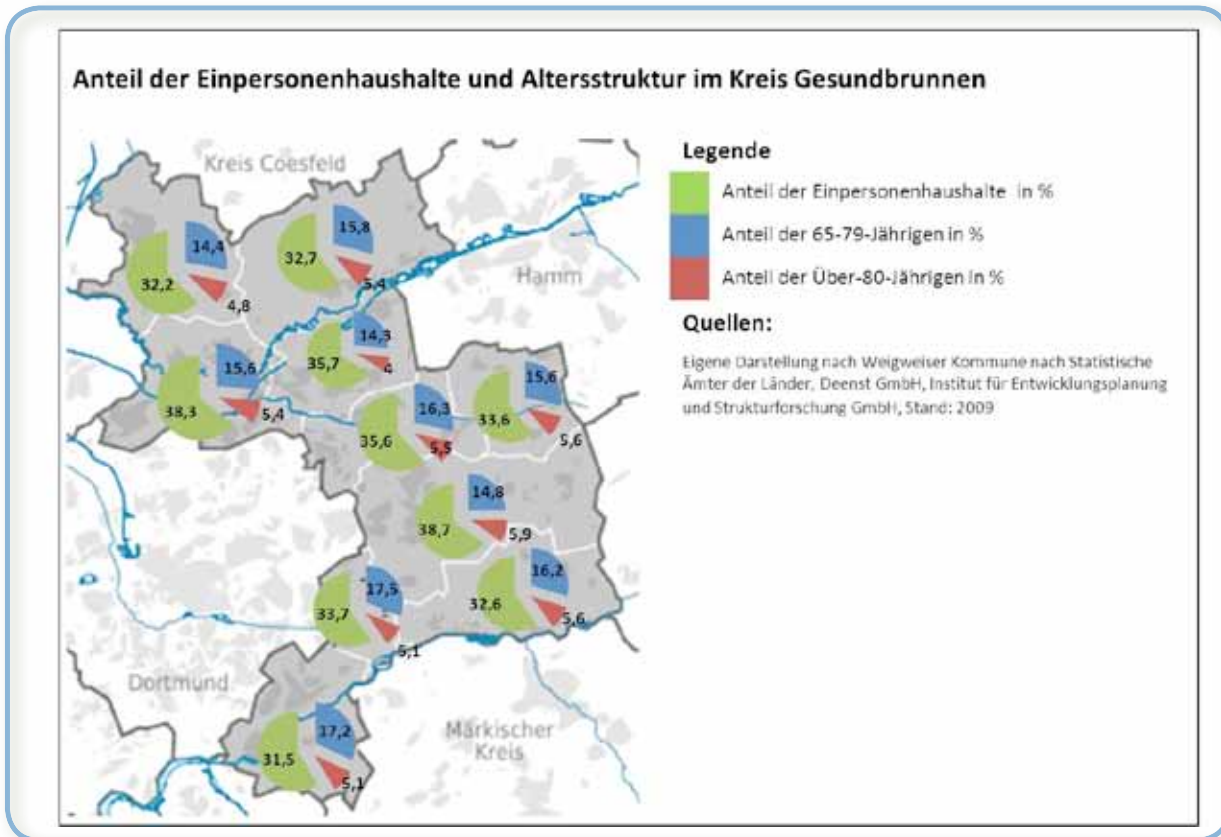 Anteil der Einpersonenhaushalte und Altersstruktur im Kreis Gesundbrunnen
Legende
Anteil der Einpersonenhaushalte in %
Anteil der 65-79-Jährigen in %
Anteil der Über-80-Jährigen in %
Quellen:
Eigene Darstellung nach Weigweiser Kommune nach Statistische
Ämter der Länder, Deenst GmbH, Institut für Entwicklungsplanung
und Strukturforschung GmbH, Stand: 2009
Kreis Coesfeld
Hamm
14,4
32,2
4,8
15,8
32,7
5,4
14,3
35,7
4
15,6
38,3
5,4
16,3
35,6
5,5
15,6
33,6
5,6
14,8
38,7
5,9
17,5
33,7
5,1
16,2
32,6
5,6
Dortmund
Märkischer
Kreis
17,2
31,5
5,1